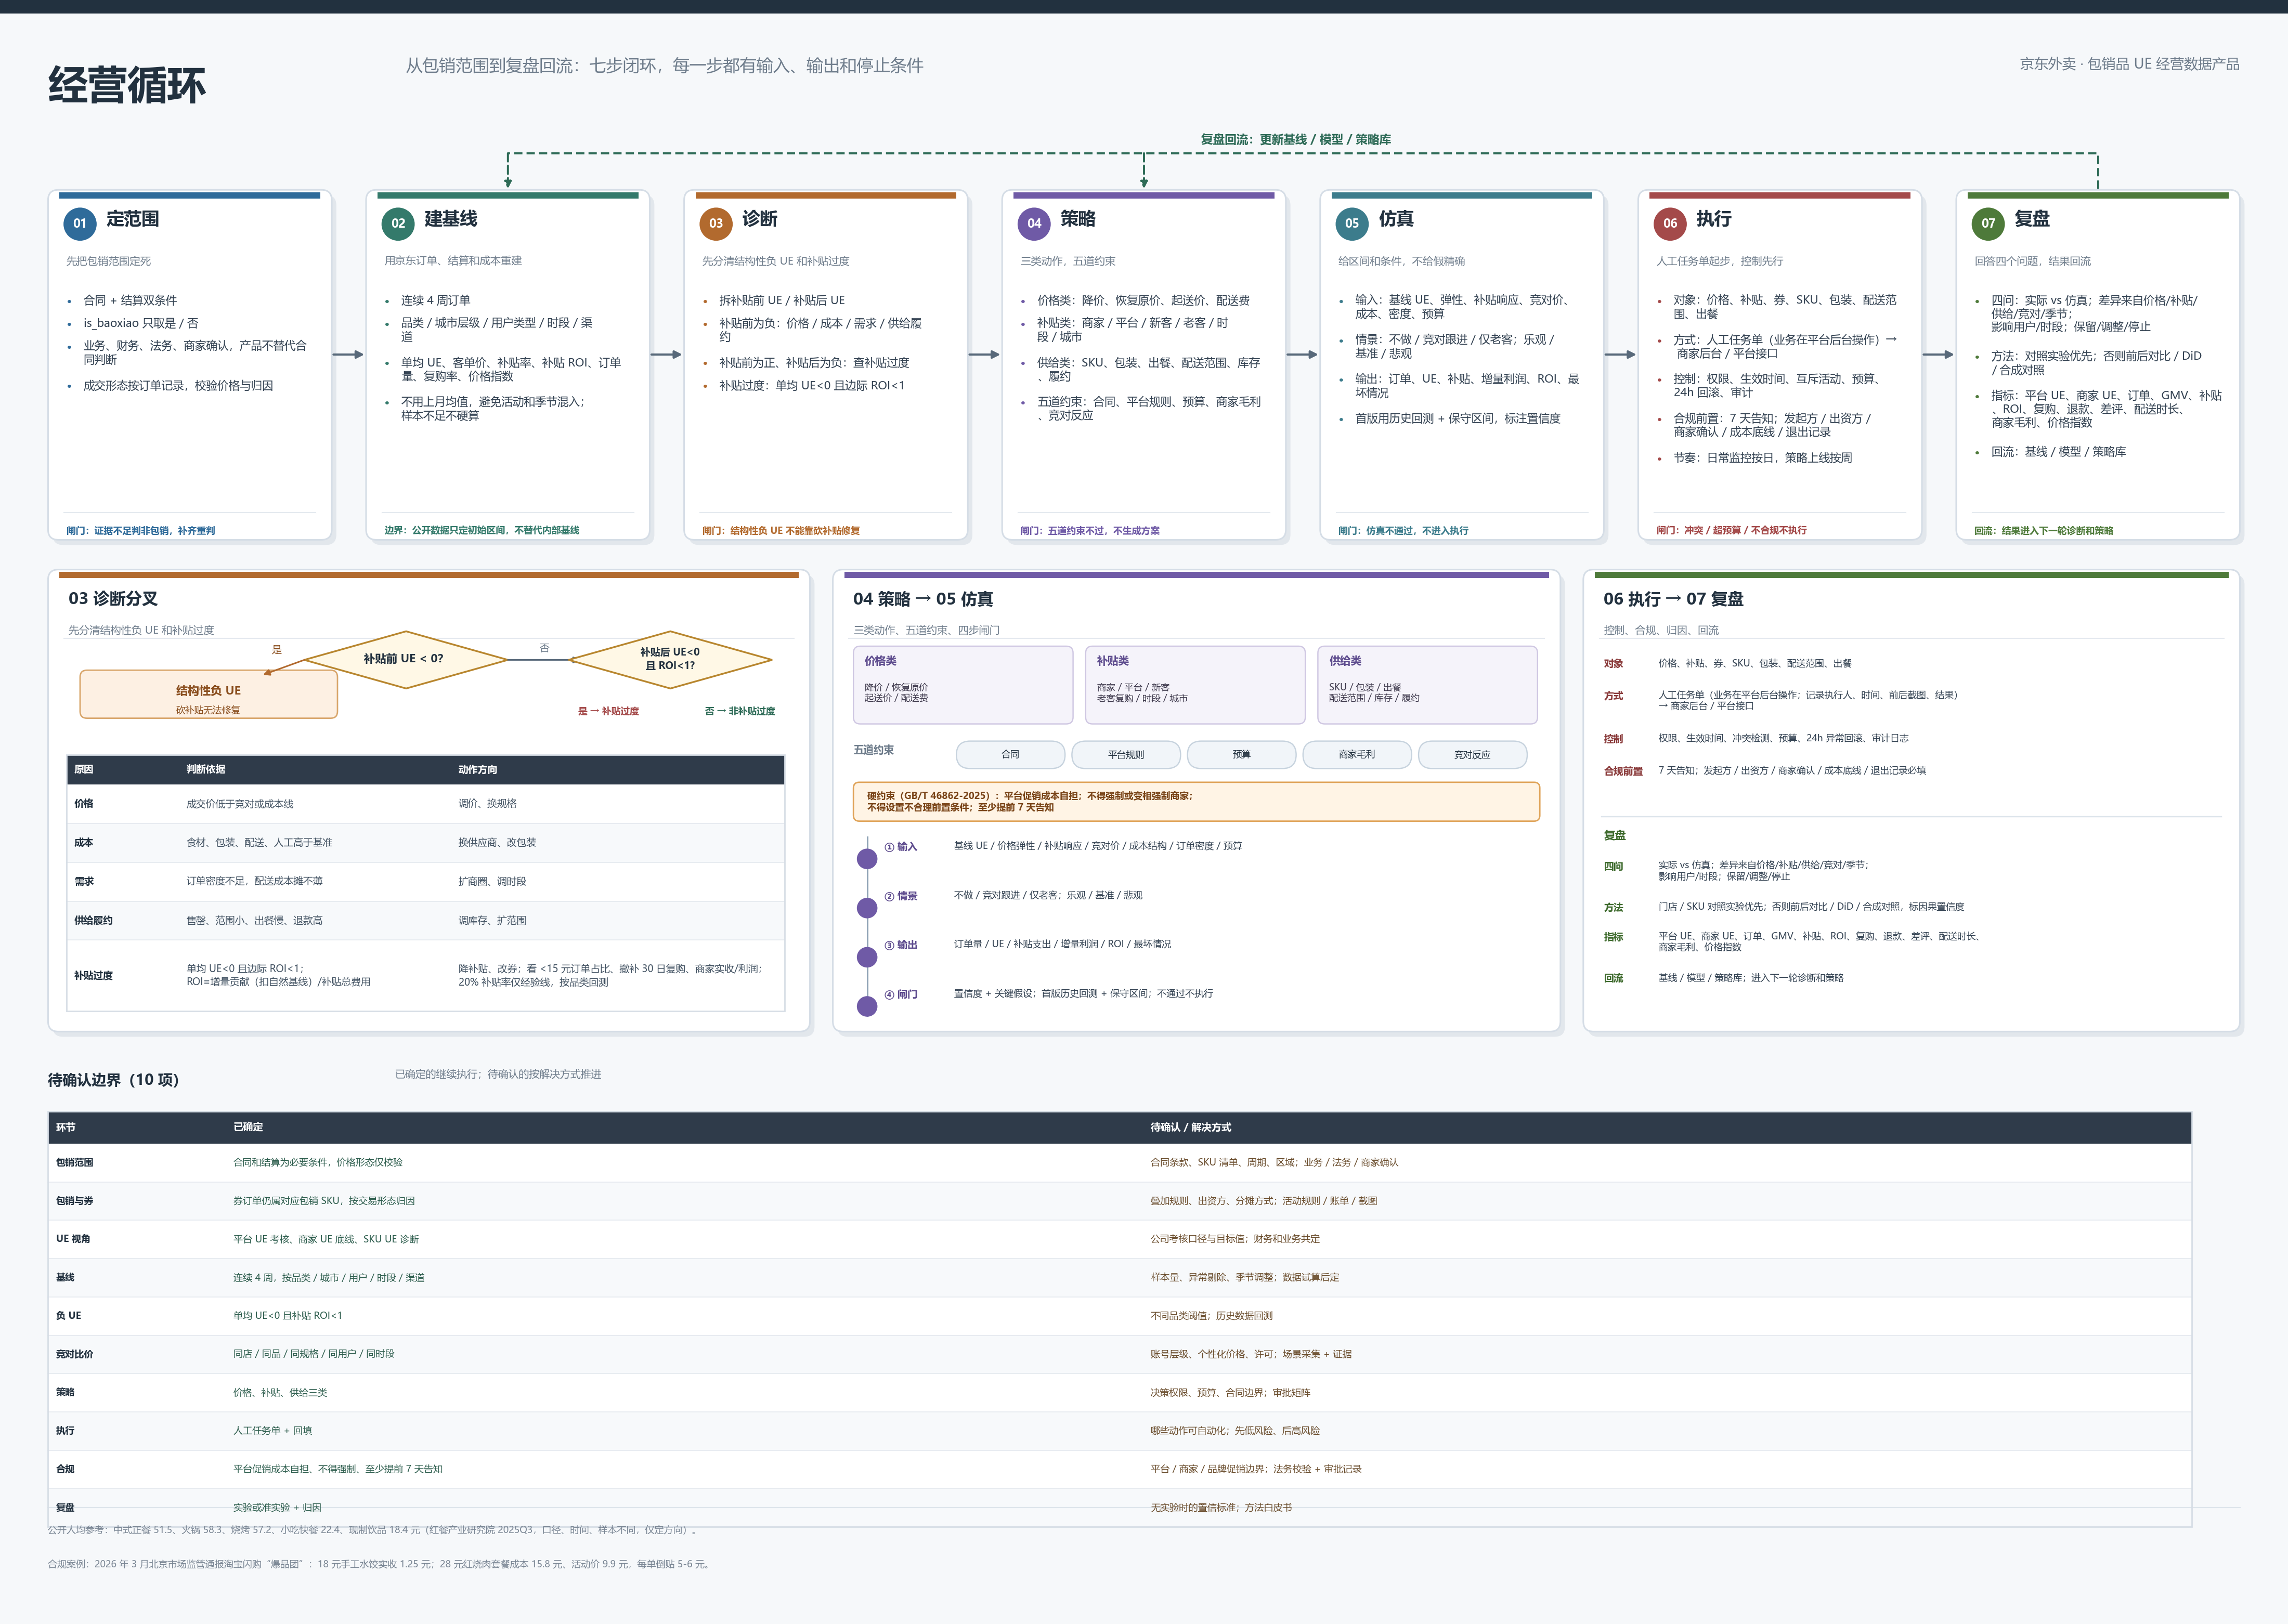 经营循环
从包销范围到复盘回流：七步闭环，每一步都有输入、输出和停止条件
京东外卖 · 包销品 UE 经营数据产品
复盘回流：更新基线 / 模型 / 策略库
01 定范围
先把包销范围定死
• 合同 + 结算双条件
• is_baoxiao 只取是 / 否
• 业务、财务、法务、商家确认，产品不替代合
同判断
• 成交形态按订单记录，校验价格与归因
闸门：证据不足判非包销，补齐重判
02 建基线
用京东订单、结算和成本重建
• 连续 4 周订单
• 品类 / 城市层级 / 用户类型 / 时段 / 渠
道
• 单均 UE、客单价、补贴率、补贴 ROI、订单
量、复购率、价格指数
• 不用上月均值，避免活动和季节混入；
样本不足不硬算
边界：公开数据只定初始区间，不替代内部基线
03 诊断
先分清结构性负 UE 和补贴过度
• 拆补贴前 UE / 补贴后 UE
• 补贴前为负：价格 / 成本 / 需求 / 供给履
约
• 补贴前为正、补贴后为负：查补贴过度
• 补贴过度：单均 UE<0 且边际 ROI<1
闸门：结构性负 UE 不能靠砍补贴修复
04 策略
三类动作，五道约束
• 价格类：降价、恢复原价、起送价、配送费
• 补贴类：商家 / 平台 / 新客 / 老客 / 时
段 / 城市
• 供给类：SKU、包装、出餐、配送范围、库存
、履约
• 五道约束：合同、平台规则、预算、商家毛利
、竞对反应
闸门：五道约束不过，不生成方案
05 仿真
给区间和条件，不给假精确
• 输入：基线 UE、弹性、补贴响应、竞对价、
成本、密度、预算
• 情景：不做 / 竞对跟进 / 仅老客；乐观 /
基准 / 悲观
• 输出：订单、UE、补贴、增量利润、ROI、最
坏情况
• 首版用历史回测 + 保守区间，标注置信度
闸门：仿真不通过，不进入执行
06 执行
人工任务单起步，控制先行
• 对象：价格、补贴、券、SKU、包装、配送范
围、出餐
• 方式：人工任务单（业务在平台后台操作）→
商家后台 / 平台接口
• 控制：权限、生效时间、互斥活动、预算、
24h 回滚、审计
• 合规前置：7 天告知；发起方 / 出资方 /
商家确认 / 成本底线 / 退出记录
• 节奏：日常监控按日，策略上线按周
闸门：冲突 / 超预算 / 不合规不执行
07 复盘
回答四个问题，结果回流
• 四问：实际 vs 仿真；差异来自价格/补贴/
供给/竞对/季节；
影响用户/时段；保留/调整/停止
• 方法：对照实验优先；否则前后对比 / DiD
/ 合成对照
• 指标：平台 UE、商家 UE、订单、GMV、补贴
、ROI、复购、退款、差评、配送时长、
商家毛利、价格指数
• 回流：基线 / 模型 / 策略库
回流：结果进入下一轮诊断和策略
03 诊断分叉
先分清结构性负 UE 和补贴过度
是
补贴前 UE < 0?
否
补贴后 UE<0
且 ROI<1?
结构性负 UE
砍补贴无法修复
是 → 补贴过度
否 → 非补贴过度
原因 判断依据 动作方向
价格 成交价低于竞对或成本线 调价、换规格
成本 食材、包装、配送、人工高于基准 换供应商、改包装
需求 订单密度不足，配送成本摊不薄 扩商圈、调时段
供给履约 售罄、范围小、出餐慢、退款高 调库存、扩范围
补贴过度 单均 UE<0 且边际 ROI<1； 降补贴、改券；看 <15 元订单占比、撤补 30 日复购、商家实收/利润；
ROI=增量贡献（扣自然基线）/补贴总费用 20% 补贴率仅经验线，按品类回测
04 策略 → 05 仿真
三类动作、五道约束、四步闸门
价格类
降价 / 恢复原价
起送价 / 配送费
补贴类
商家 / 平台 / 新客
老客复购 / 时段 / 城市
供给类
SKU / 包装 / 出餐
配送范围 / 库存 / 履约
五道约束 合同 平台规则 预算 商家毛利 竞对反应
硬约束（GB/T 46862-2025）：平台促销成本自担；不得强制或变相强制商家；
不得设置不合理前置条件；至少提前 7 天告知
① 输入 基线 UE / 价格弹性 / 补贴响应 / 竞对价 / 成本结构 / 订单密度 / 预算
② 情景 不做 / 竞对跟进 / 仅老客；乐观 / 基准 / 悲观
③ 输出 订单量 / UE / 补贴支出 / 增量利润 / ROI / 最坏情况
④ 闸门 置信度 + 关键假设；首版历史回测 + 保守区间；不通过不执行
06 执行 → 07 复盘
控制、合规、归因、回流
对象 价格、补贴、券、SKU、包装、配送范围、出餐
方式 人工任务单（业务在平台后台操作；记录执行人、时间、前后截图、结果）
→ 商家后台 / 平台接口
控制 权限、生效时间、冲突检测、预算、24h 异常回滚、审计日志
合规前置 7 天告知；发起方 / 出资方 / 商家确认 / 成本底线 / 退出记录必填
复盘
四问 实际 vs 仿真；差异来自价格/补贴/供给/竞对/季节；
影响用户/时段；保留/调整/停止
方法 门店 / SKU 对照实验优先；否则前后对比 / DiD / 合成对照，标因果置信度
指标 平台 UE、商家 UE、订单、GMV、补贴、ROI、复购、退款、差评、配送时长、
商家毛利、价格指数
回流 基线 / 模型 / 策略库；进入下一轮诊断和策略
待确认边界（10 项）
已确定的继续执行；待确认的按解决方式推进
环节 已确定 待确认 / 解决方式
包销范围 合同和结算为必要条件，价格形态仅校验 合同条款、SKU 清单、周期、区域；业务 / 法务 / 商家确认
包销与券 券订单仍属对应包销 SKU，按交易形态归因 叠加规则、出资方、分摊方式；活动规则 / 账单 / 截图
UE 视角 平台 UE 考核、商家 UE 底线、SKU UE 诊断 公司考核口径与目标值；财务和业务共定
基线 连续 4 周，按品类 / 城市 / 用户 / 时段 / 渠道 样本量、异常剔除、季节调整；数据试算后定
负 UE 单均 UE<0 且补贴 ROI<1 不同品类阈值；历史数据回测
竞对比价 同店 / 同品 / 同规格 / 同用户 / 同时段 账号层级、个性化价格、许可；场景采集 + 证据
策略 价格、补贴、供给三类 决策权限、预算、合同边界；审批矩阵
执行 人工任务单 + 回填 哪些动作可自动化；先低风险、后高风险
合规 平台促销成本自担、不得强制、至少提前 7 天告知 平台 / 商家 / 品牌促销边界；法务校验 + 审批记录
复盘 实验或准实验 + 归因 无实验时的置信标准；方法白皮书
公开人均参考：中式正餐 51.5、火锅 58.3、烧烤 57.2、小吃快餐 22.4、现制饮品 18.4 元（红餐产业研究院 2025Q3，口径、时间、样本不同，仅定方向）。
合规案例：2026 年 3 月北京市场监管通报淘宝闪购“爆品团”：18 元手工水饺实收 1.25 元；28 元红烧肉套餐成本 15.8 元、活动价 9.9 元，每单倒贴 5-6 元。